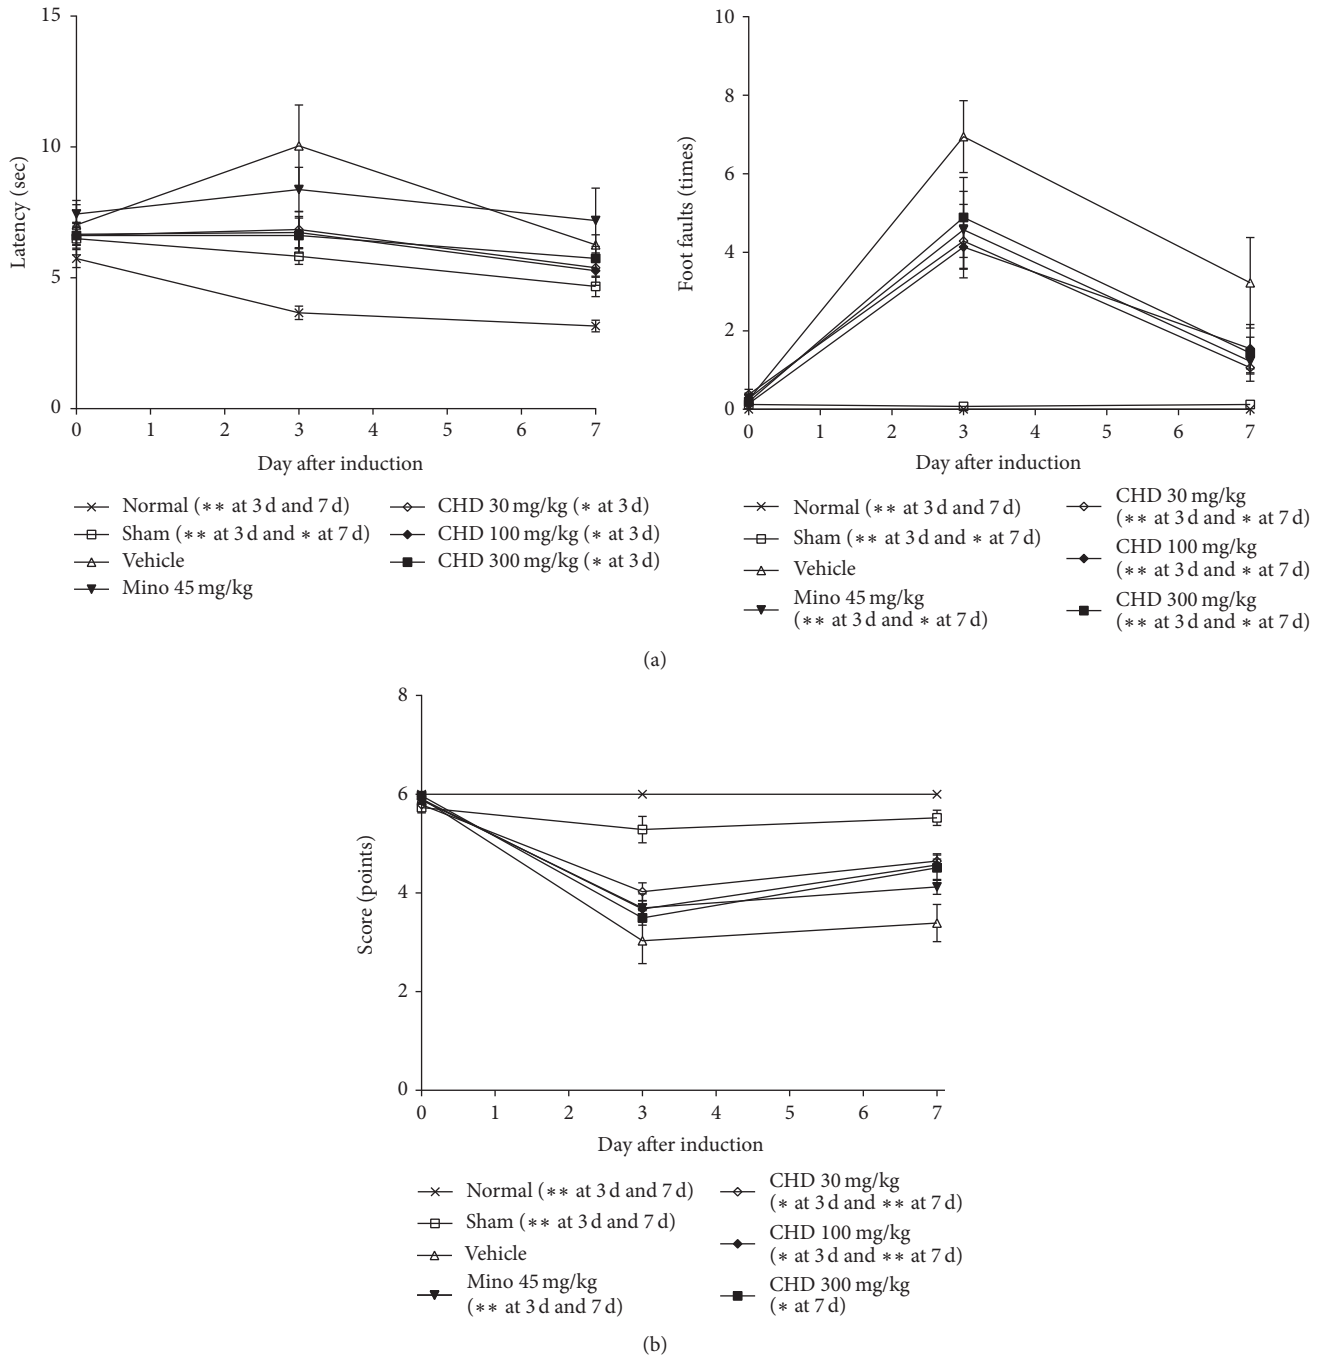 15
10
5
0
Latency (sec)
0 1 2 3 4 5 6 7
Day after induction
Normal (∗∗ at 3 d and 7 d)
Sham (∗∗ at 3 d and ∗ at 7 d)
Vehicle
Mino 45 mg/kg
CHD 30 mg/kg (∗ at 3 d)
CHD 100 mg/kg (∗ at 3 d)
CHD 300 mg/kg (∗ at 3 d)
10
8
6
4
2
0
Foot faults (times)
0 1 2 3 4 5 6 7
Day after induction
Normal (∗∗ at 3 d and 7 d)
Sham (∗∗ at 3 d and ∗ at 7 d)
Vehicle
Mino 45 mg/kg
(∗∗ at 3 d and ∗ at 7 d)
CHD 30 mg/kg
(∗∗ at 3 d and ∗ at 7 d)
CHD 100 mg/kg
(∗∗ at 3 d and ∗ at 7 d)
CHD 300 mg/kg
(∗∗ at 3 d and ∗ at 7 d)
(a)
8
6
4
2
0
Score (points)
0 1 2 3 4 5 6 7
Day after induction
Normal (∗∗ at 3 d and 7 d)
Sham (∗∗ at 3 d and 7 d)
Vehicle
Mino 45 mg/kg
(∗∗ at 3 d and 7 d)
CHD 30 mg/kg
(∗ at 3 d and ∗∗ at 7 d)
CHD 100 mg/kg
(∗ at 3 d and ∗∗ at 7 d)
CHD 300 mg/kg
(∗ at 7 d)
(b)